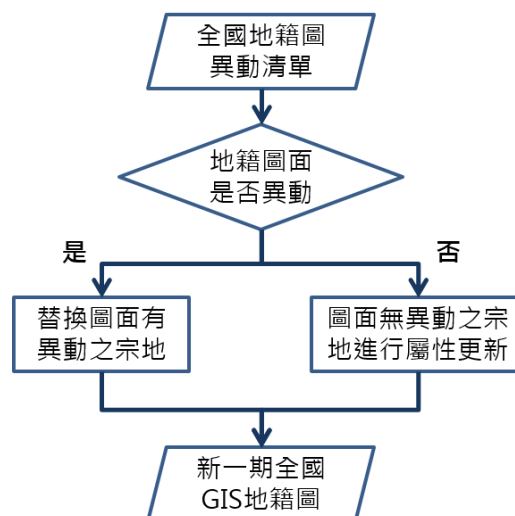 全國地籍圖
異動清單
地籍圖面
是否異動
是
否
替換圖面有
異動之宗地
圖面無異動之宗
地進行屬性更新
新一期全國
GIS地籍圖